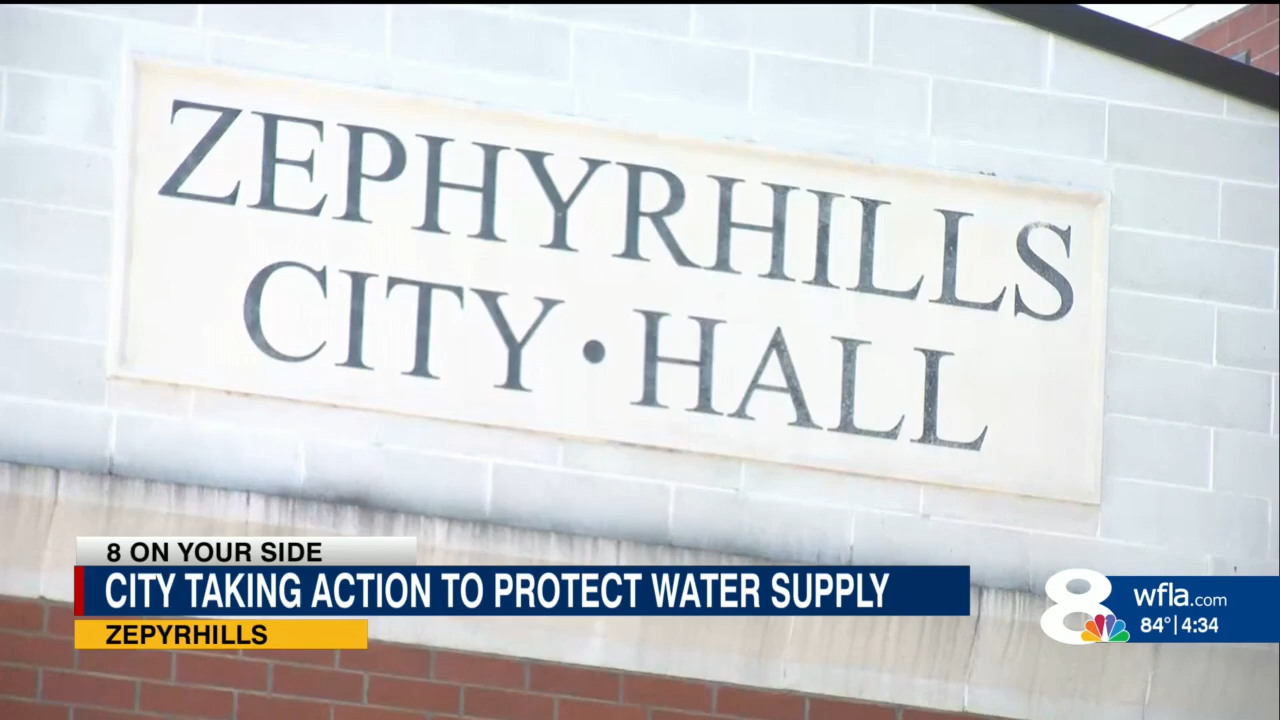 ZEPHYRHILLS
CITY • HALL
8 ON YOUR SIDE
CITY TAKING ACTION TO PROTECT WATER SUPPLY
ZEPYRHILLS
8
wfla.com
84° | 4:34